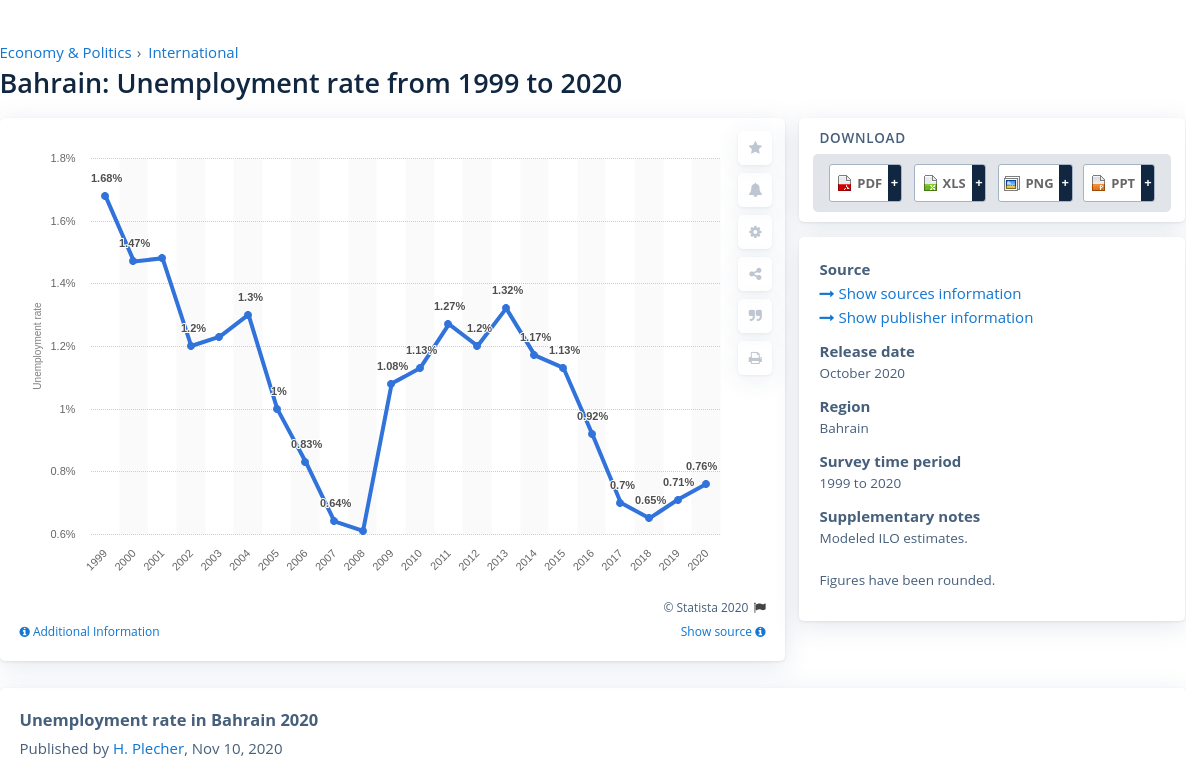 Economy & Politics › International
Bahrain: Unemployment rate from 1999 to 2020
1.8%
1.6%
1.4%
1.2%
1%
0.8%
0.6%
Unemployment rate
1.68%
1.47%
1.2%
1.3%
1%
0.83%
0.64%
1.08%
1.13%
1.27%
1.2%
1.32%
1.17%
1.13%
0.92%
0.7%
0.65%
0.71%
0.76%
1999
2000
2001
2002
2003
2004
2005
2006
2007
2008
2009
2010
2011
2012
2013
2014
2015
2016
2017
2018
2019
2020
© Statista 2020
Additional Information
Show source
DOWNLOAD
PDF +
XLS +
PNG +
PPT +
Source
Show sources information
Show publisher information
Release date
October 2020
Region
Bahrain
Survey time period
1999 to 2020
Supplementary notes
Modeled ILO estimates.
Figures have been rounded.
Unemployment rate in Bahrain 2020
Published by H. Plecher, Nov 10, 2020